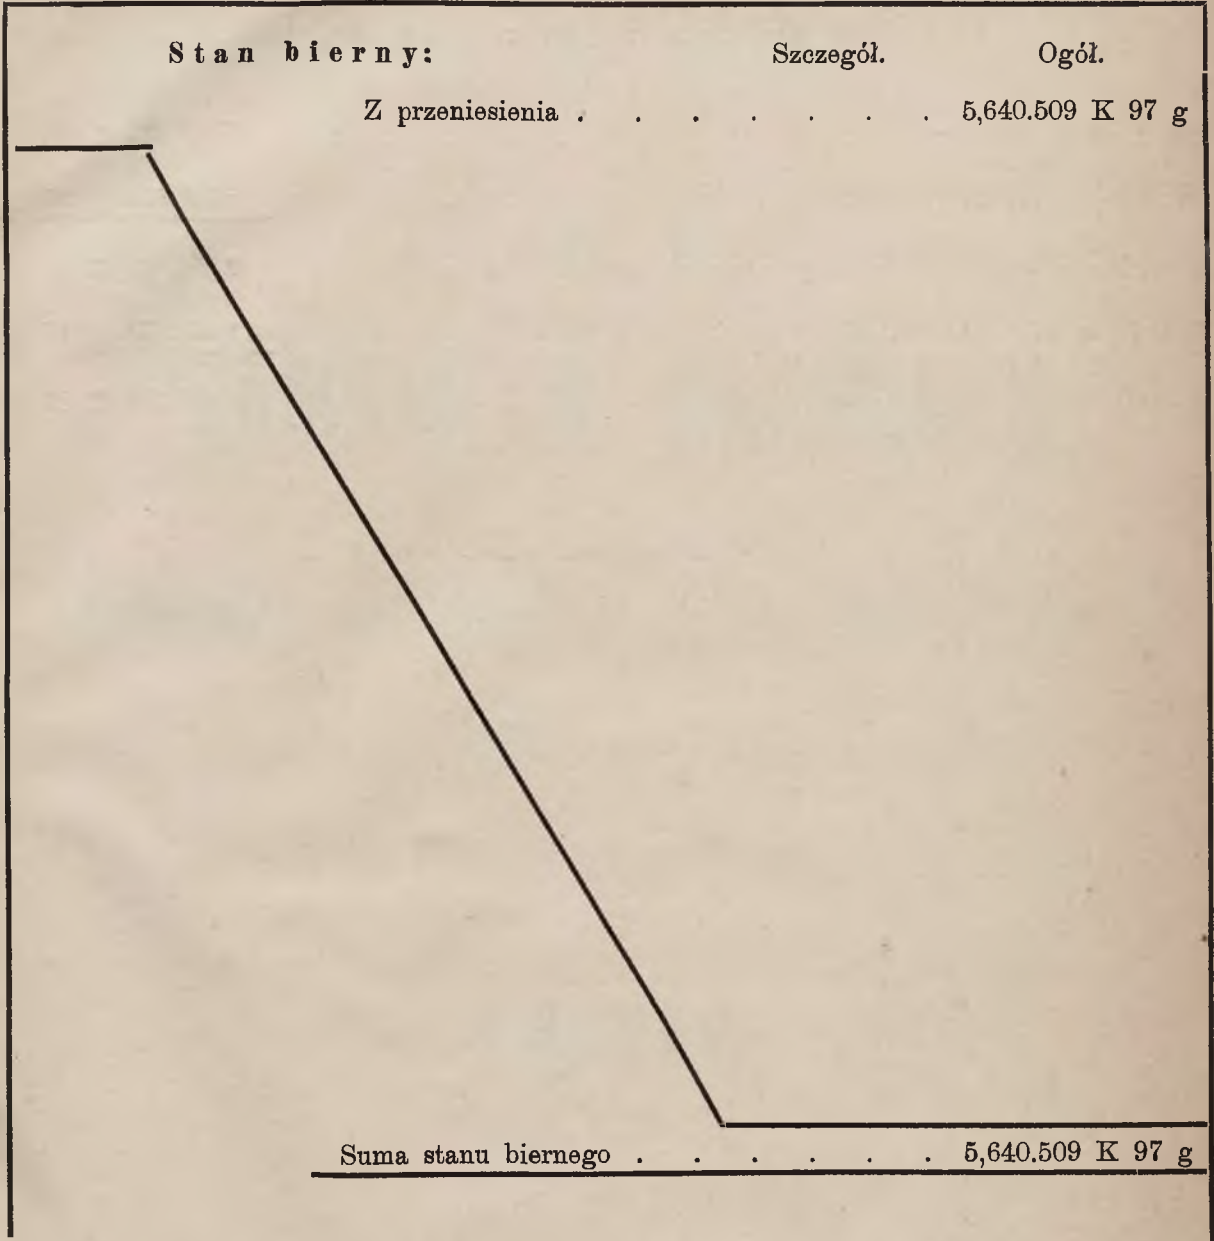 Stan bierny: Szczegół. Ogół.
Z przeniesienia . . . . . . . 5,640.509 K 97 g
Suma stanu biernego . . . . . . 5,640.509 K 97 g